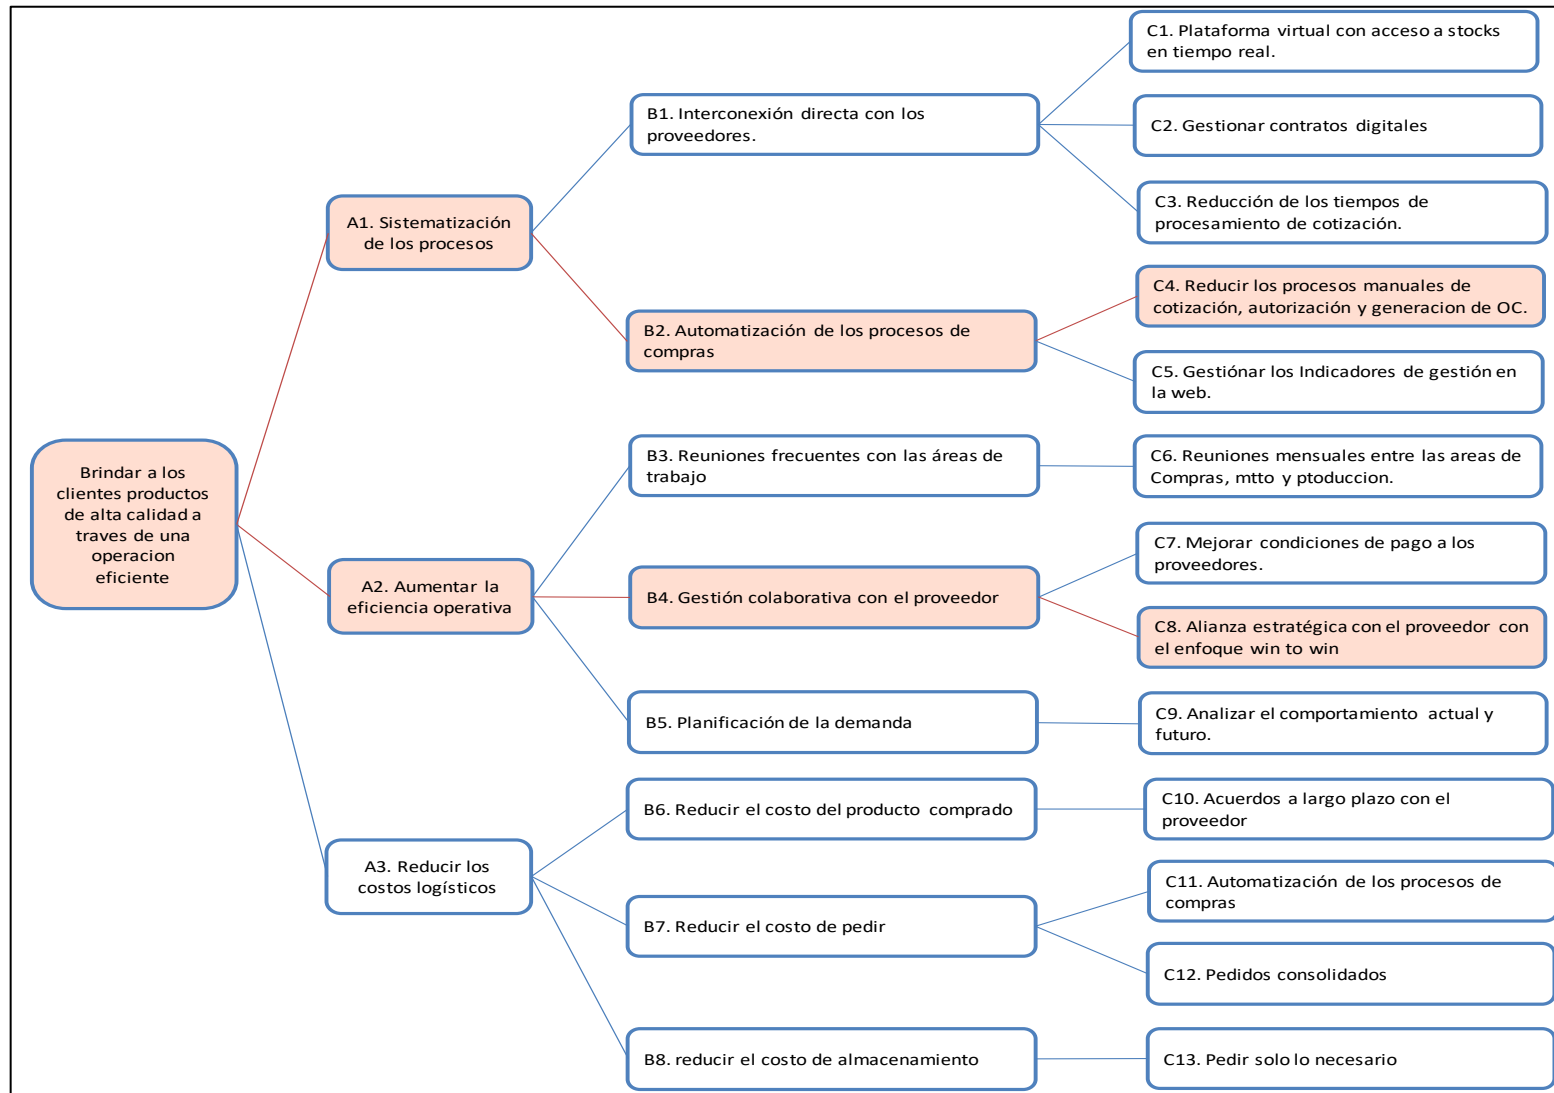 C1. Plataforma virtual con acceso a stocks
en tiempo real.
B1. Interconexión directa con los
proveedores.
C2. Gestionar contratos digitales
C3. Reducción de los tiempos de
procesamiento de cotización.
A1. Sistematización
de los procesos
C4. Reducir los procesos manuales de
cotización, autorización y generacion de OC.
B2. Automatización de los procesos de
compras
C5. Gestiónar los Indicadores de gestión en
la web.
Brindar a los
clientes productos
de alta calidad a
traves de una
operacion
eficiente
B3. Reuniones frecuentes con las áreas de
trabajo
C6. Reuniones mensuales entre las areas de
Compras, mtto y ptoduccion.
A2. Aumentar la
eficiencia operativa
C7. Mejorar condiciones de pago a los
proveedores.
B4. Gestión colaborativa con el proveedor
C8. Alianza estratégica con el proveedor con
el enfoque win to win
B5. Planificación de la demanda
C9. Analizar el comportamiento actual y
futuro.
B6. Reducir el costo del producto comprado
C10. Acuerdos a largo plazo con el
proveedor
A3. Reducir los
costos logísticos
C11. Automatización de los procesos de
compras
B7. Reducir el costo de pedir
C12. Pedidos consolidados
B8. reducir el costo de almacenamiento
C13. Pedir solo lo necesario